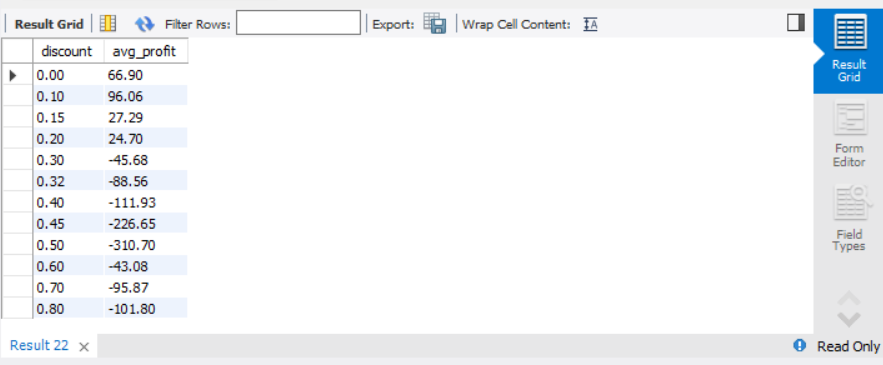 Result Grid Filter Rows: Export: Wrap Cell Content: IA
discount avg_profit
0.00 66.90
0.10 96.06
0.15 27.29
0.20 24.70
0.30 -45.68
0.32 -88.56
0.40 -111.93
0.45 -226.65
0.50 -310.70
0.60 -43.08
0.70 -95.87
0.80 -101.80
Result
Grid
Form
Editor
Field
Types
Result 22 × Read Only